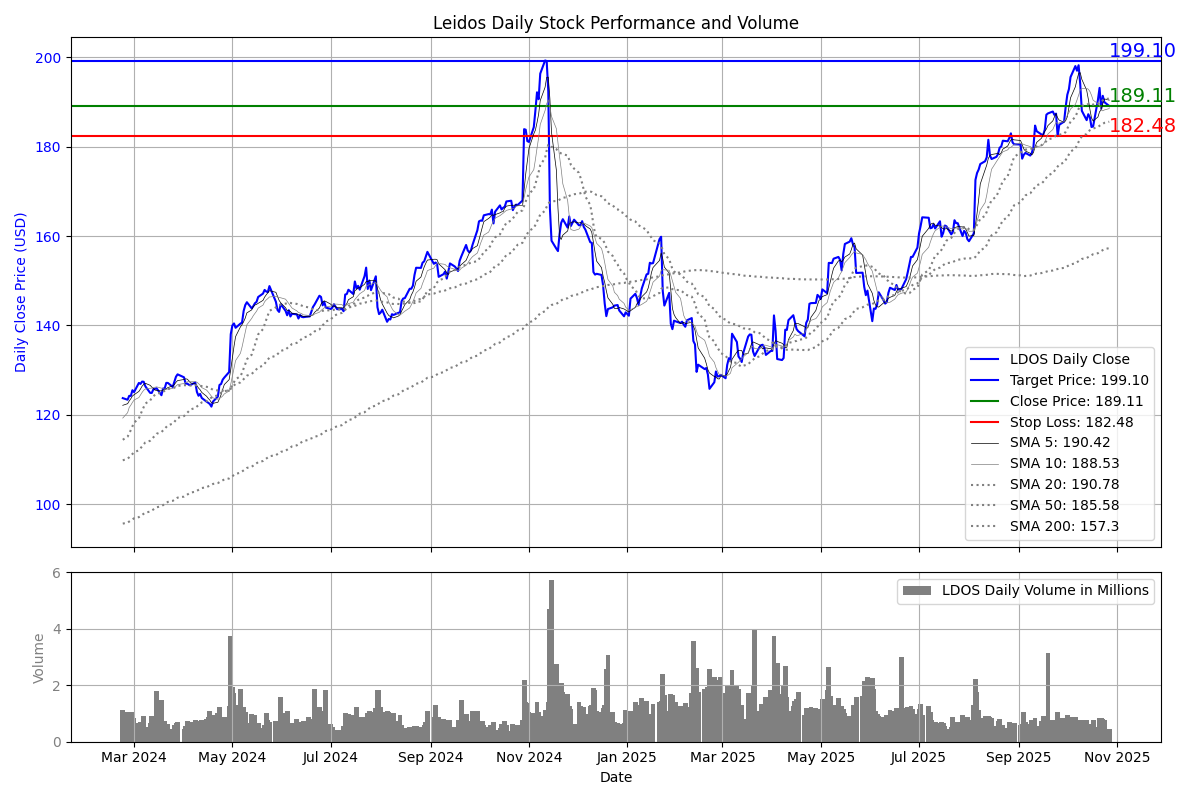 Leidos Daily Stock Performance and Volume
Daily Close Price (USD)
200
180
160
140
120
100
199.10
189.11
182.48
LDOS Daily Close
Target Price: 199.10
Close Price: 189.11
Stop Loss: 182.48
SMA 5: 190.42
SMA 10: 188.53
SMA 20: 190.78
SMA 50: 185.58
SMA 200: 157.3
Volume
6
4
2
0
LDOS Daily Volume in Millions
Mar 2024 May 2024 Jul 2024 Sep 2024 Nov 2024 Jan 2025 Mar 2025 May 2025 Jul 2025 Sep 2025 Nov 2025
Date